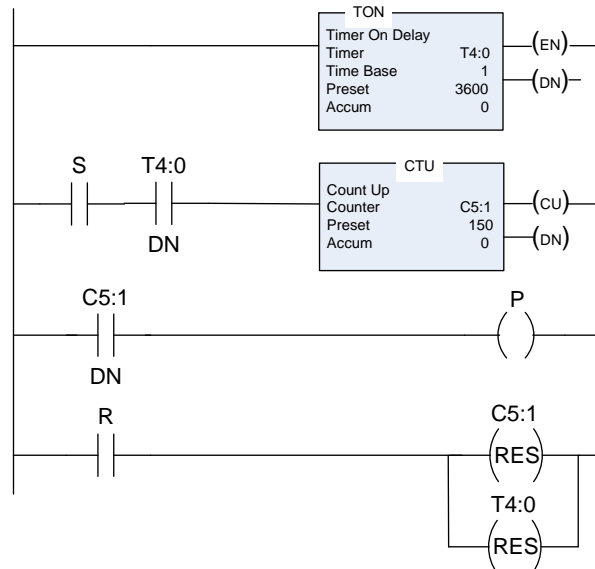 TON
Timer On Delay
Timer T4:0
Time Base 1
Preset 3600
Accum 0
(EN)
(DN)
S
T4:0
DN
CTU
Count Up
Counter C5:1
Preset 150
Accum 0
(CU)
(DN)
C5:1
DN
P
R
C5:1
(RES)
T4:0
(RES)